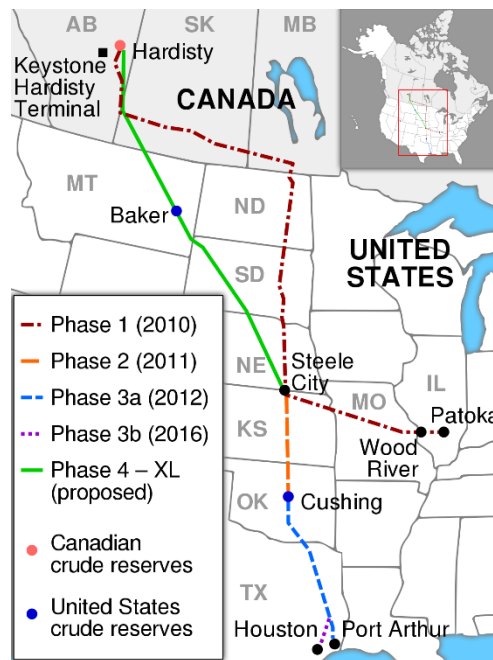 AB
SK
MB
Hardisty
Keystone
Hardisty
Terminal
CANADA
MT
ND
Baker
UNITED
STATES
SD
Phase 1 (2010)
Phase 2 (2011)
Phase 3a (2012)
Phase 3b (2016)
Phase 4 – XL
(proposed)
Canadian
crude reserves
United States
crude reserves
NE
Steele
City
MO
IL
Patoka
Wood
River
KS
OK
Cushing
TX
Houston
Port Arthur